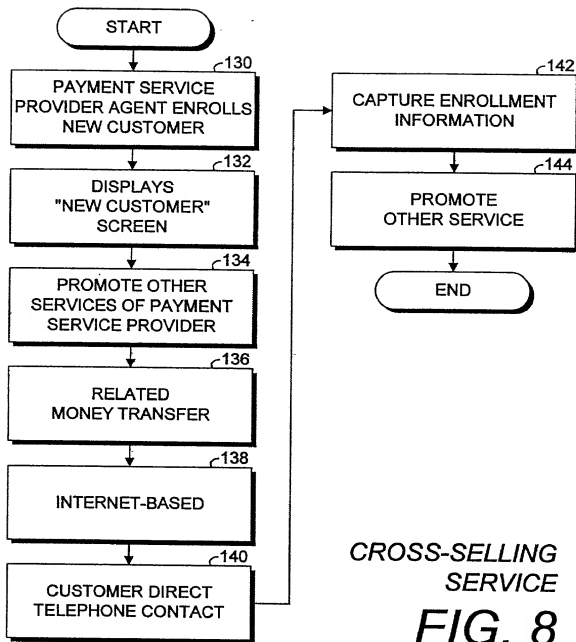 START
130
PAYMENT SERVICE
PROVIDER AGENT ENROLLS
NEW CUSTOMER
132
DISPLAYS
"NEW CUSTOMER"
SCREEN
134
PROMOTE OTHER
SERVICES OF PAYMENT
SERVICE PROVIDER
136
RELATED
MONEY TRANSFER
138
INTERNET-BASED
140
CUSTOMER DIRECT
TELEPHONE CONTACT
142
CAPTURE ENROLLMENT
INFORMATION
144
PROMOTE
OTHER SERVICE
END
CROSS-SELLING
SERVICE
FIG. 8